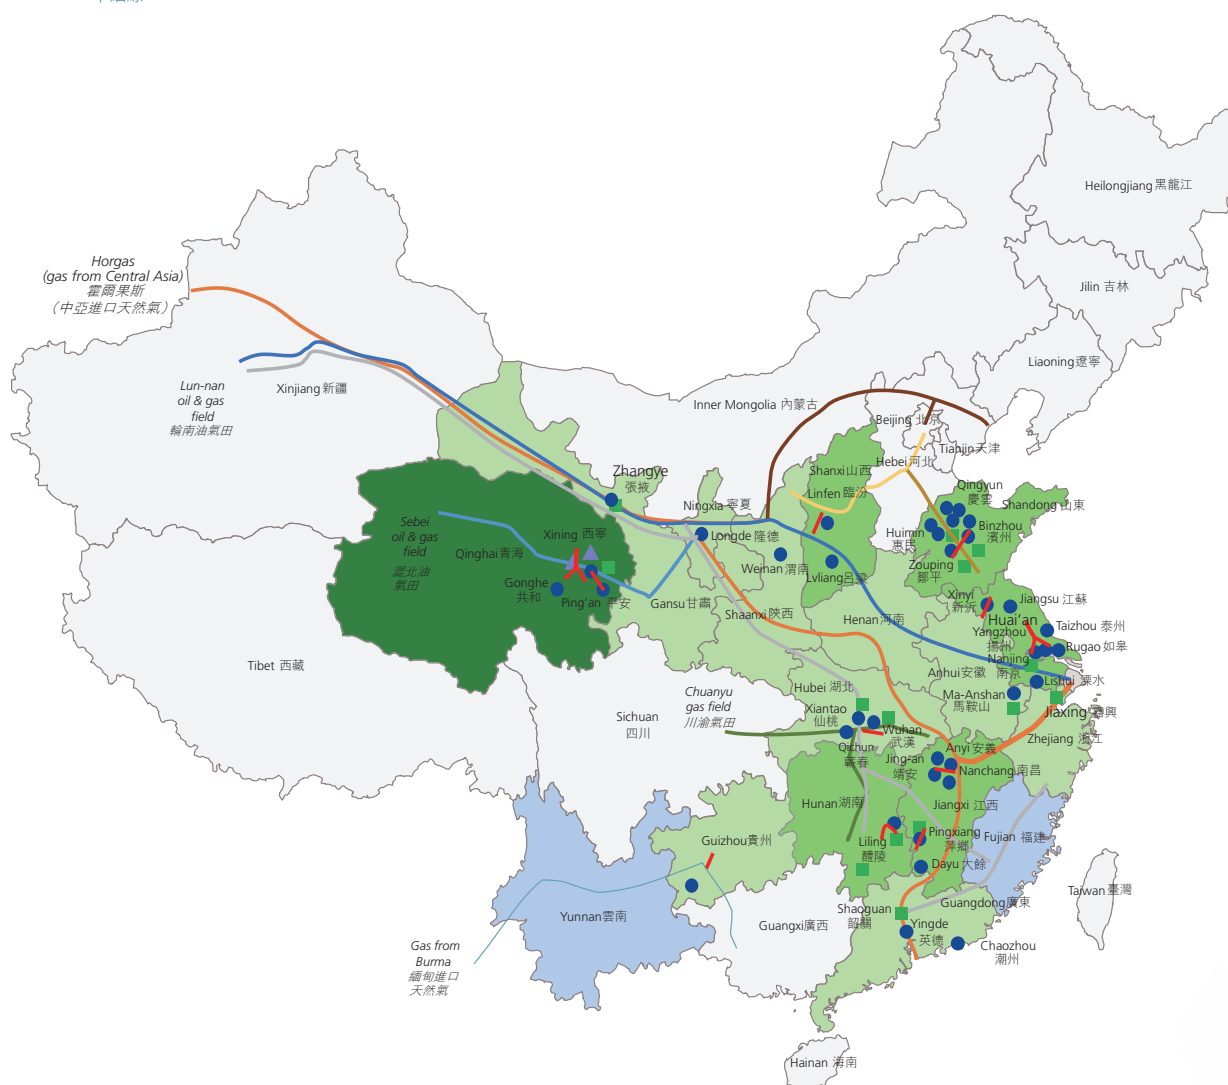 Heilongjiang 黑龍江
Horgas
(gas from Central Asia)
霍爾果斯
（中亞進口天然氣）
Jilin 吉林
Liaoning 遼寧
Lun-nan
oil & gas
field
輪南油氣田
Xinjiang 新疆
Inner Mongolia 內蒙古
Beijing 北京
Tianjin 天津
Hebei 河北
Zhangye
張掖
Shanxi 山西
Linfen 臨汾
Qingyun
慶雲
Shandong 山東
Ningxia 寧夏
Sebei
oil & gas
field
澀北油
氣田
Xining 西寧
Longde 隆德
Huimin
惠民
Binzhou
濱州
Qinghai 青海
Weinan 渭南
Zouping
鄒平
Gonghe
共和
Ping'an 平安
Gansu 甘肅
Lvliang 呂梁
Xinyi
新沂
Jiangsu 江蘇
Shaanxi 陝西
Henan 河南
Huai'an
Yangzhou
揚州
Taizhou 泰州
Rugao 如皋
Tibet 西藏
Nanjing
南京
Anhui 安徽
Lishui 溧水
Chuanyu
gas field
川渝氣田
Hubei 湖北
Ma-Anshan
馬鞍山
Jiaxing 嘉興
Sichuan
四川
Xiantao
仙桃
Wuhan
武漢
Zhejiang 浙江
Qichun
蘄春
Anyi 安義
Jing-an
靖安
Nanchang 南昌
Hunan 湖南
Jiangxi 江西
Guizhou 貴州
Liling
醴陵
Pingxiang
萍鄉
Fujian 福建
Dayu 大餘
Taiwan 臺灣
Yunnan 雲南
Guangxi 廣西
Shaoguan
韶關
Guangdong 廣東
Yingde
英德
Gas from
Burma
緬甸進口
天然氣
Chaozhou
潮州
Hainan 海南